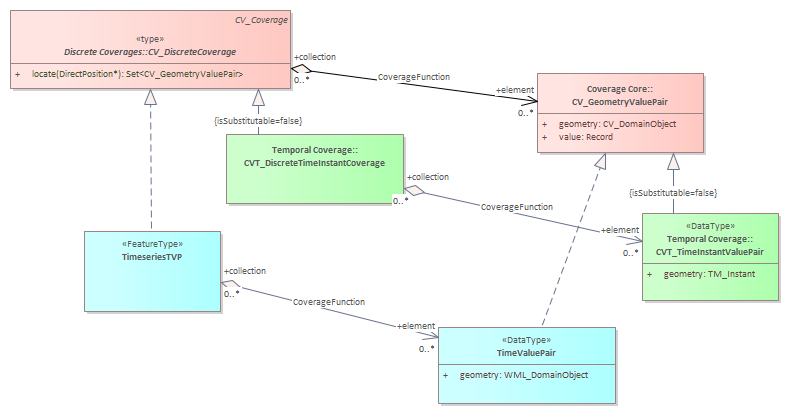 CV_Coverage
«type»
Discrete Coverages::CV_DiscreteCoverage
+ locate(DirectPosition*): Set<CV_GeometryValuePair>
+collection
0..*
CoverageFunction
+element
0..*
Coverage Core::
CV_GeometryValuePair
+ geometry: CV_DomainObject
+ value: Record
{isSubstitutable=false}
Temporal Coverage::
CVT_DiscreteTimeInstantCoverage
+collection
0..*
CoverageFunction
+element
0..*
{isSubstitutable=false}
«DataType»
Temporal Coverage::
CVT_TimeInstantValuePair
+ geometry: TM_Instant
«FeatureType»
TimeseriesTVP
+collection
0..*
CoverageFunction
+element
0..*
«DataType»
TimeValuePair
+ geometry: WML_DomainObject